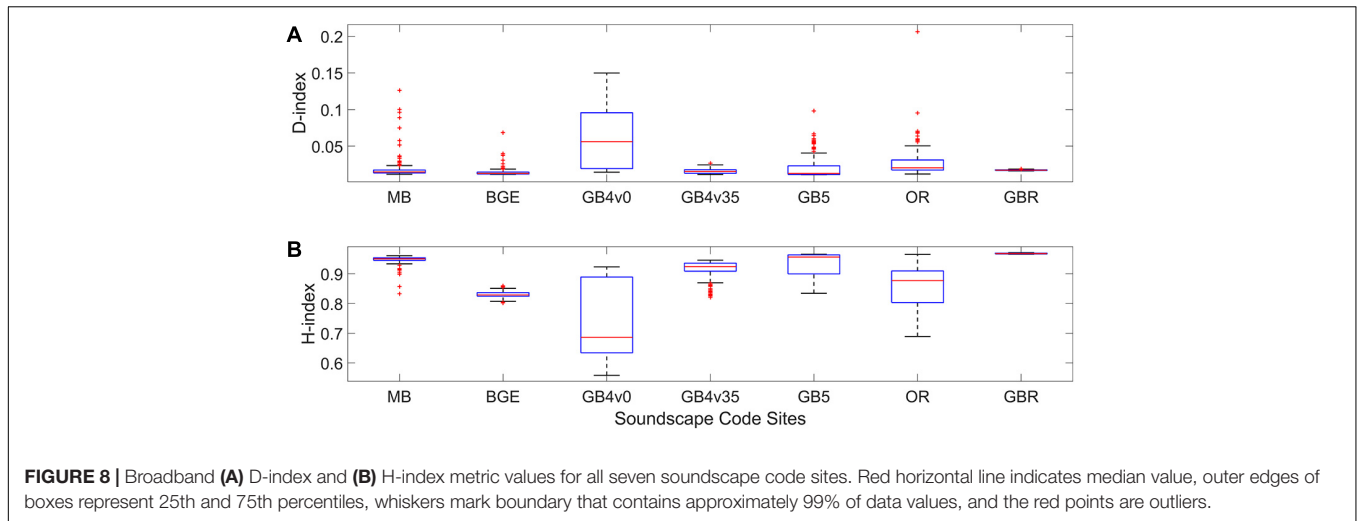 A
0.2
0.15
0.1
0.05
D-index
MB BGE GB4v0 GB4v35 GB5 OR GBR
B
0.9
0.8
0.7
0.6
H-index
MB BGE GB4v0 GB4v35 GB5 OR GBR
Soundscape Code Sites
FIGURE 8 | Broadband (A) D-index and (B) H-index metric values for all seven soundscape code sites. Red horizontal line indicates median value, outer edges of
boxes represent 25th and 75th percentiles, whiskers mark boundary that contains approximately 99% of data values, and the red points are outliers.